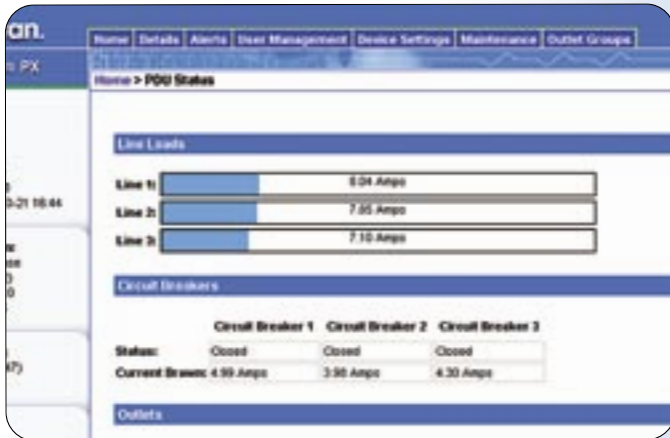 an.
Home Details Alerts User Management Device Settings Maintenance Outlet Groups
PX
Home > PDU Status
16:44
Line Loads
Line 1: 8.04 Amps
Line 2: 7.85 Amps
Line 3: 7.10 Amps
Circuit Breakers
Circuit Breaker 1 Circuit Breaker 2 Circuit Breaker 3
Status: Closed Closed Closed
Current Drawn: 4.99 Amps 3.98 Amps 4.30 Amps
Outlets